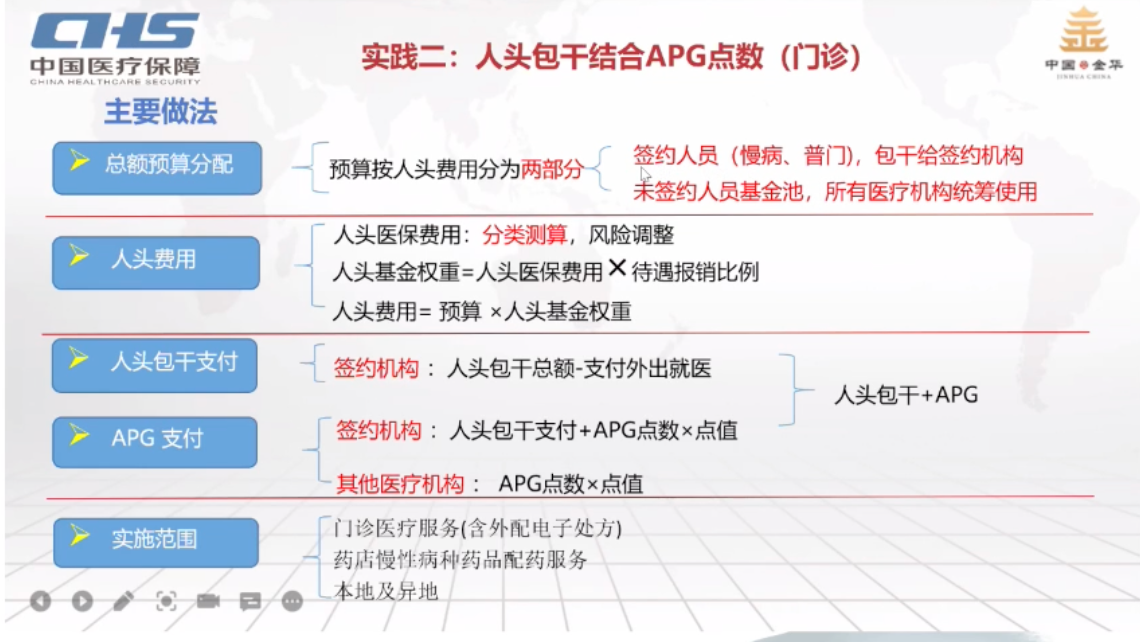 CHS
中国医疗保障
CHINA HEALTHCARE SECURITY
实践二：人头包干结合APG点数（门诊）
中国金华
JINHUA CHINA
主要做法
总额预算分配
预算按人头费用分为两部分
签约人员（慢病、普门），包干给签约机构
未签约人员基金池，所有医疗机构统筹使用
人头费用
人头医保费用：分类测算，风险调整
人头基金权重=人头医保费用×待遇报销比例
人头费用= 预算 ×人头基金权重
人头包干支付
签约机构： 人头包干总额-支付外出就医
APG 支付
签约机构： 人头包干支付+APG点数×点值
其他医疗机构： APG点数×点值
人头包干+APG
实施范围
门诊医疗服务(含外配电子处方)
药店慢性病种药品配药服务
本地及异地